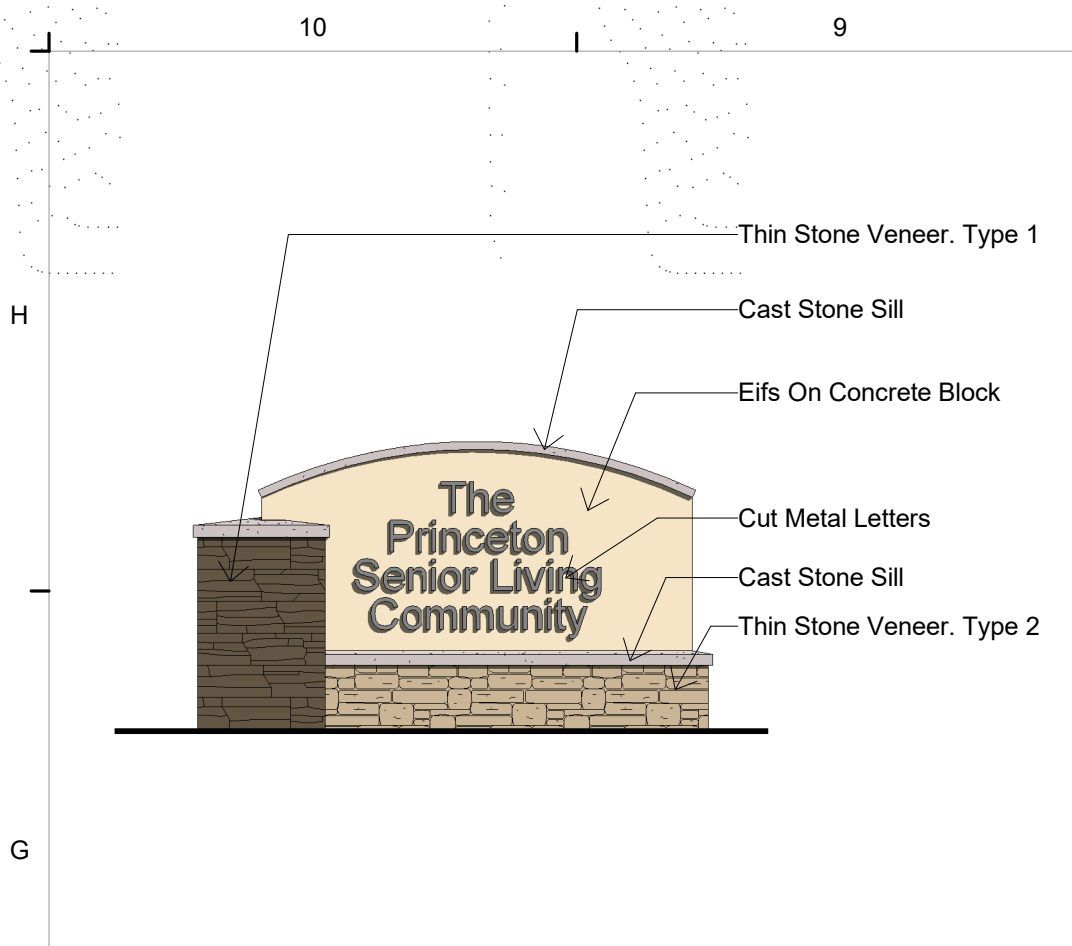 10
9
Thin Stone Veneer. Type 1
Cast Stone Sill
H
Eifs On Concrete Block
The
Princeton
Senior Living
Community
Cut Metal Letters
Cast Stone Sill
Thin Stone Veneer. Type 2
G